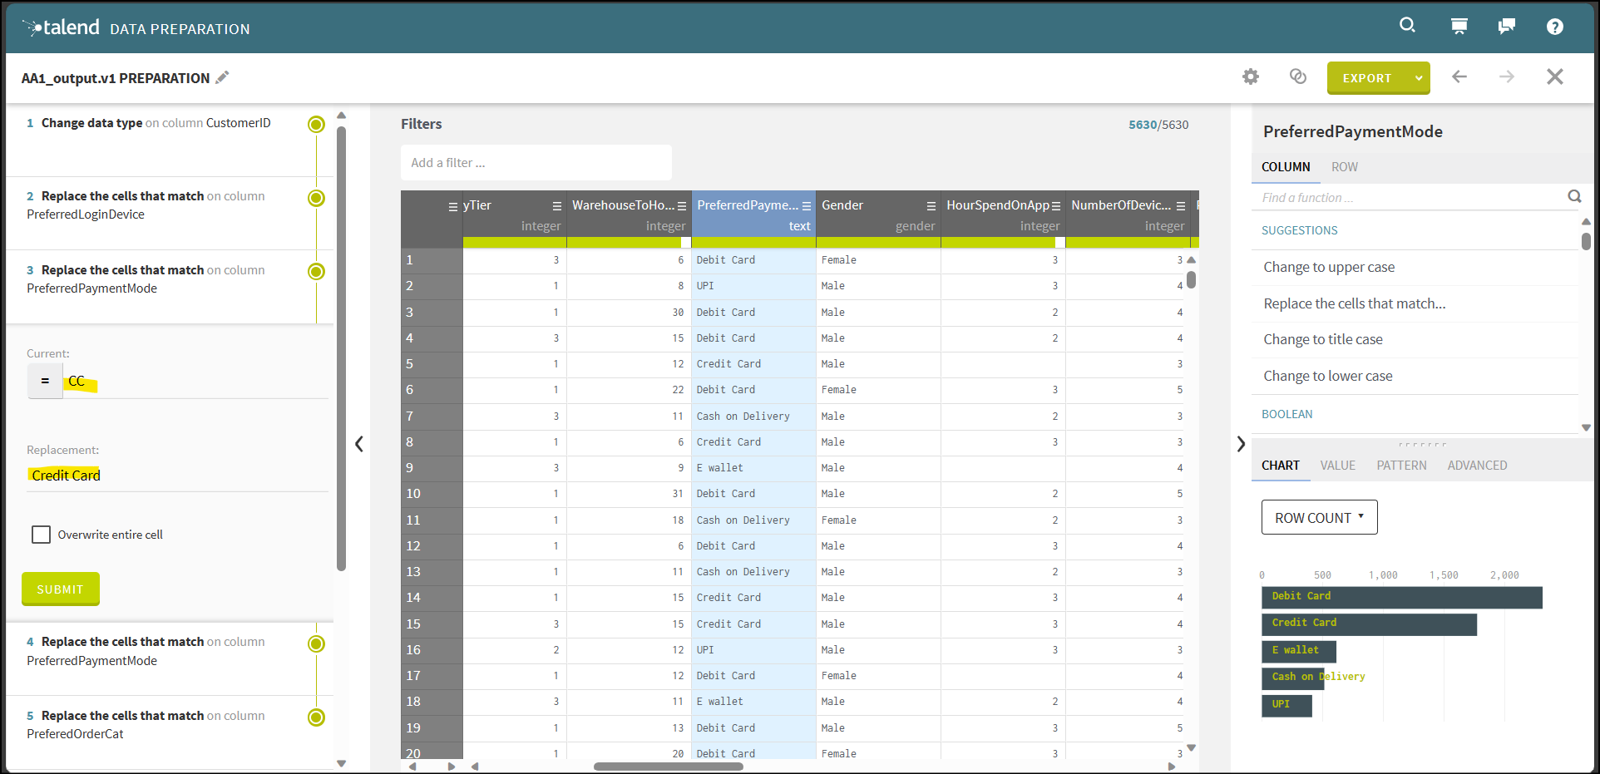 talend DATA PREPARATION
AA1_output.v1 PREPARATION
EXPORT
1 Change data type on column CustomerID
2 Replace the cells that match on column
PreferredLoginDevice
3 Replace the cells that match on column
PreferredPaymentMode
Current:
= CC
Replacement:
Credit Card
Overwrite entire cell
SUBMIT
4 Replace the cells that match on column
PreferredPaymentMode
5 Replace the cells that match on column
PreferedOrderCat
Filters 5630/5630
Add a filter ...
yTier WarehouseToHo... PreferredPayme... Gender HourSpendOnApp NumberOfDevic...
integer integer text gender integer integer
1 3 6 Debit Card Female 3 3
2 1 8 UPI Male 3 4
3 1 30 Debit Card Male 2 4
4 3 15 Debit Card Male 2 4
5 1 12 Credit Card Male 3
6 1 22 Debit Card Female 3 5
7 3 11 Cash on Delivery Male 2 3
8 1 6 Credit Card Male 3 3
9 3 9 E wallet Male 4
10 1 31 Debit Card Male 2 5
11 1 18 Cash on Delivery Female 2 3
12 1 6 Debit Card Male 3 4
13 1 11 Cash on Delivery Male 2 3
14 1 15 Credit Card Male 3 4
15 3 15 Credit Card Male 3 4
16 2 12 UPI Male 3 3
17 1 12 Debit Card Female 4
18 3 11 E wallet Male 2 4
19 1 13 Debit Card Male 3 5
20 1 20 Debit Card Female 3 3
PreferredPaymentMode
COLUMN ROW
Find a function ...
SUGGESTIONS
Change to upper case
Replace the cells that match...
Change to title case
Change to lower case
BOOLEAN
CHART VALUE PATTERN ADVANCED
ROW COUNT
0 500 1,000 1,500 2,000
Debit Card
Credit Card
E wallet
Cash on Delivery
UPI